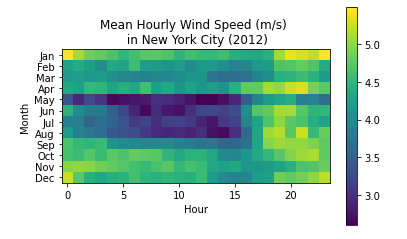 Mean Hourly Wind Speed (m/s)
in New York City (2012)
Month
Jan
Feb
Mar
Apr
May
Jun
Jul
Aug
Sep
Oct
Nov
Dec
0 5 10 15 20
Hour
5.0
4.5
4.0
3.5
3.0